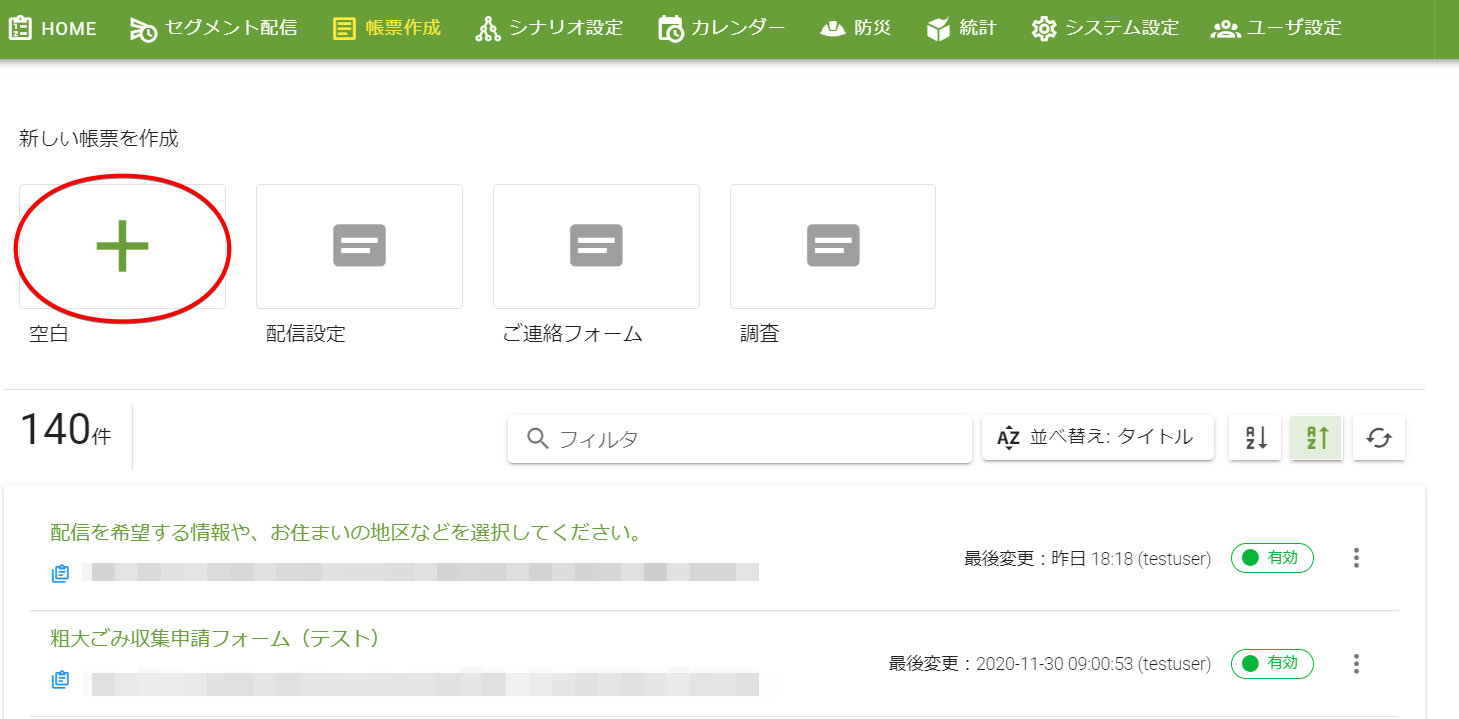 HOME セグメント配信 帳票作成 シナリオ設定 カレンダー 防災 統計 システム設定 ユーザ設定
新しい帳票を作成
空白 配信設定 ご連絡フォーム 調査
140件 フィルタ AZ 並べ替え: タイトル AZ AZ
配信を希望する情報や、お住まいの地区などを選択してください。
最後変更：昨日 18:18 (testuser) 有効
粗大ごみ収集申請フォーム（テスト）
最後変更：2020-11-30 09:00:53 (testuser) 有効